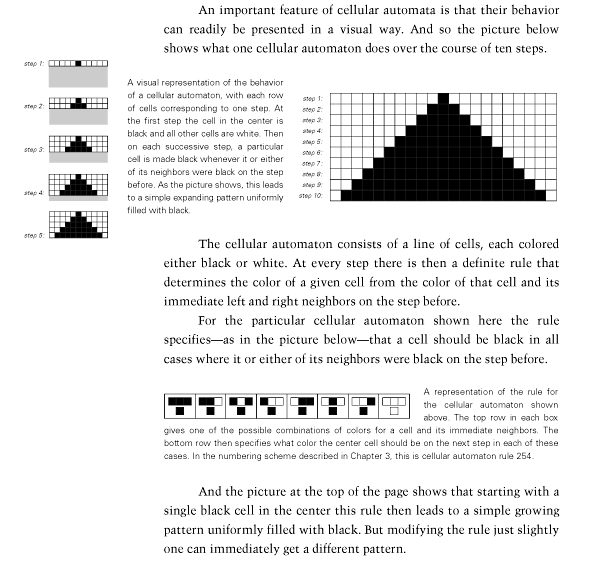 An important feature of cellular automata is that their behavior
can readily be presented in a visual way. And so the picture below
shows what one cellular automaton does over the course of ten steps.
step 1:
step 2:
step 3:
step 4:
step 5:
A visual representation of the behavior
of a cellular automaton, with each row
of cells corresponding to one step. At
the first step the cell in the center is
black and all other cells are white. Then
on each successive step, a particular
cell is made black whenever it or either
of its neighbors were black on the step
before. As the picture shows, this leads
to a simple expanding pattern uniformly
filled with black.
step 1:
step 2:
step 3:
step 4:
step 5:
step 6:
step 7:
step 8:
step 9:
step 10:
The cellular automaton consists of a line of cells, each colored
either black or white. At every step there is then a definite rule that
determines the color of a given cell from the color of that cell and its
immediate left and right neighbors on the step before.
For the particular cellular automaton shown here the rule
specifies—as in the picture below—that a cell should be black in all
cases where it or either of its neighbors were black on the step before.
A representation of the rule for
the cellular automaton shown
above. The top row in each box
gives one of the possible combinations of colors for a cell and its immediate neighbors. The
bottom row then specifies what color the center cell should be on the next step in each of these
cases. In the numbering scheme described in Chapter 3, this is cellular automaton rule 254.
And the picture at the top of the page shows that starting with a
single black cell in the center this rule then leads to a simple growing
pattern uniformly filled with black. But modifying the rule just slightly
one can immediately get a different pattern.